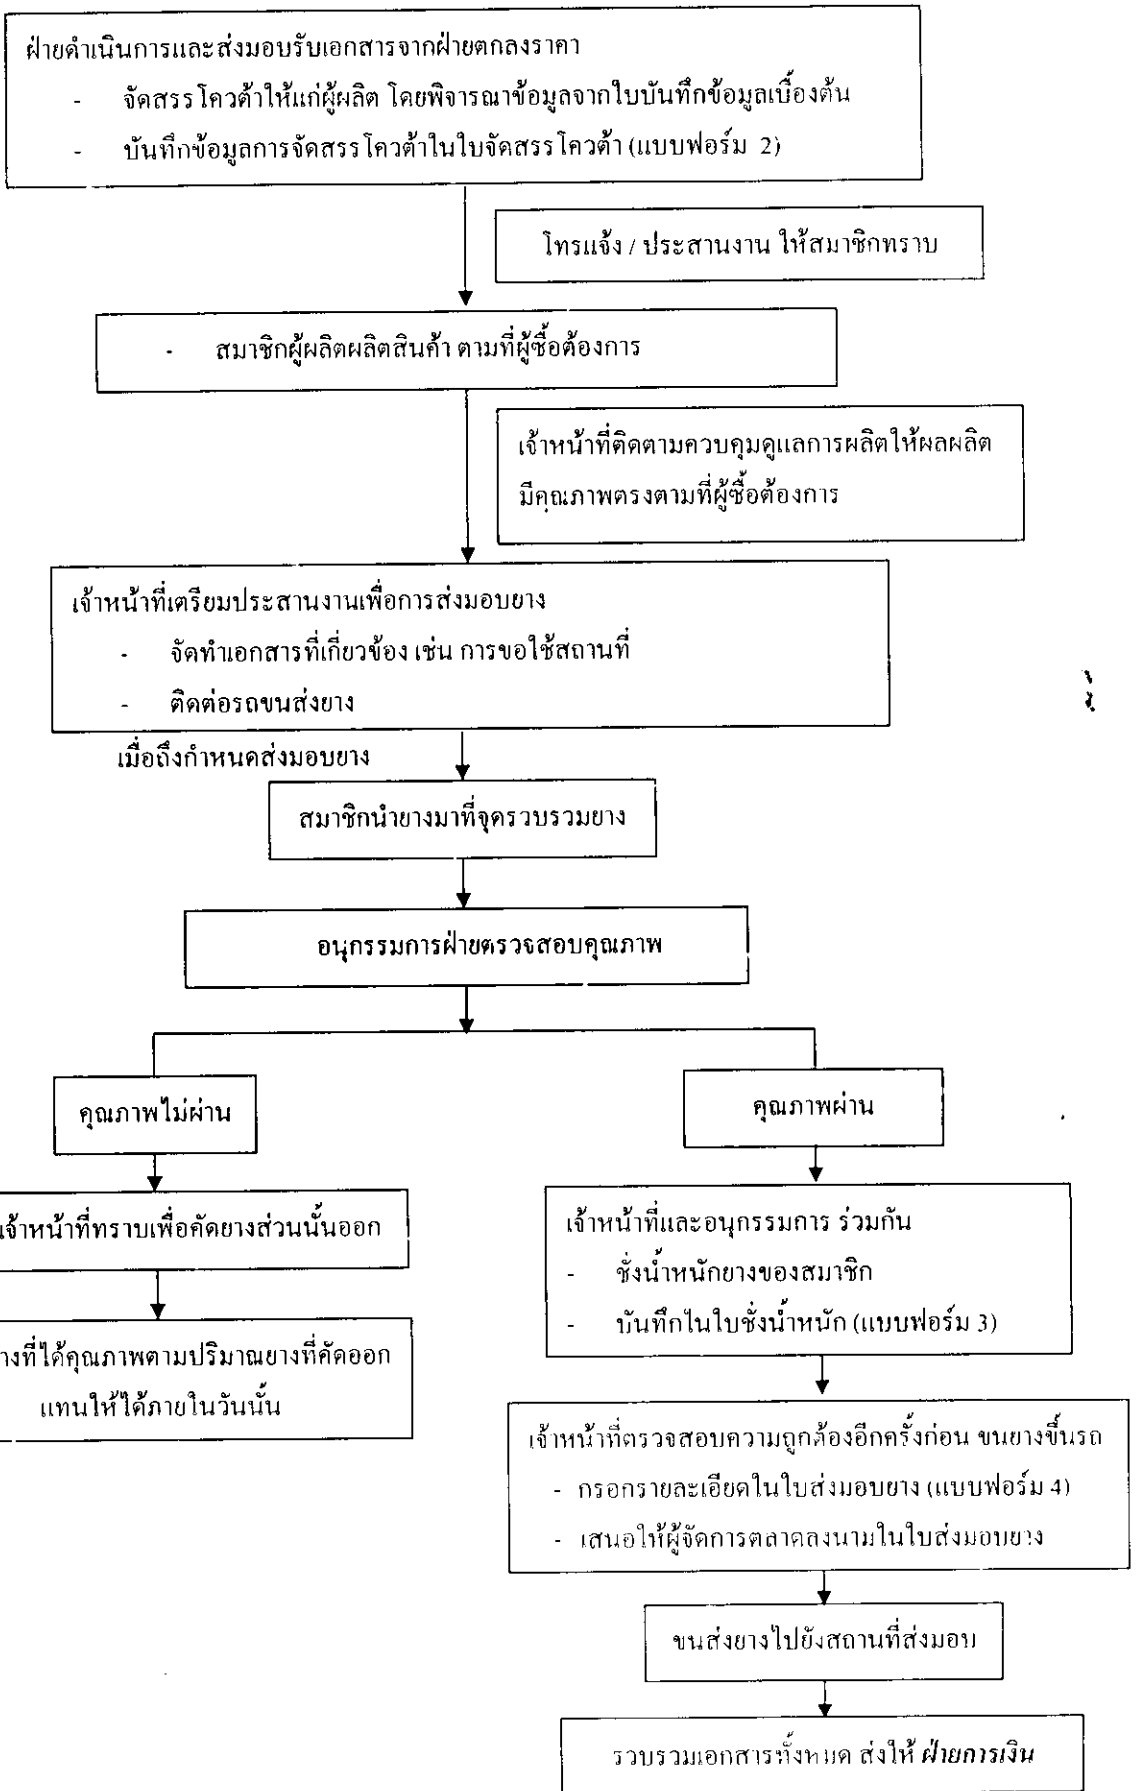 ฝ่ายดำเนินการและส่งมอบรับเอกสารจากฝ่ายตกลงราคา
- จัดสรรโควต้าให้แก่ผู้ผลิต โดยพิจารณาข้อมูลจากใบบันทึกข้อมูลเบื้องต้น
- บันทึกข้อมูลการจัดสรรโควต้าในใบจัดสรรโควต้า (แบบฟอร์ม 2)
โทรแจ้ง / ประสานงาน ให้สมาชิกทราบ
- สมาชิกผู้ผลิตผลิตสินค้า ตามที่ผู้ซื้อต้องการ
เจ้าหน้าที่ติดตามควบคุมดูแลการผลิตให้ผลผลิต
มีคุณภาพตรงตามที่ผู้ซื้อต้องการ
เจ้าหน้าที่เตรียมประสานงานเพื่อการส่งมอบยาง
- จัดทำเอกสารที่เกี่ยวข้อง เช่น การขอใช้สถานที่
- ติดต่อรถขนส่งยาง
เมื่อถึงกำหนดส่งมอบยาง
สมาชิกนำยางมาที่จุดรวบรวมยาง
อนุกรรมการฝ่ายตรวจสอบคุณภาพ
คุณภาพไม่ผ่าน
คุณภาพผ่าน
เจ้าหน้าที่ทราบเพื่อคัดยางส่วนนั้นออก
เจ้าหน้าที่และอนุกรรมการ ร่วมกัน
- ชั่งน้ำหนักยางของสมาชิก
- บันทึกในใบชั่งน้ำหนัก (แบบฟอร์ม 3)
างที่ได้คุณภาพตามปริมาณยางที่คัดออก
แทนให้ได้ภายในวันนั้น
เจ้าหน้าที่ตรวจสอบความถูกต้องอีกครั้งก่อน ขนยางขึ้นรถ
- กรอกรายละเอียดในใบส่งมอบยาง (แบบฟอร์ม 4)
- เสนอให้ผู้จัดการตลาดลงนามในใบส่งมอบยาง
ขนส่งยางไปยังสถานที่ส่งมอบ
รวบรวมเอกสารทั้งหมด ส่งให้ ฝ่ายการเงิน